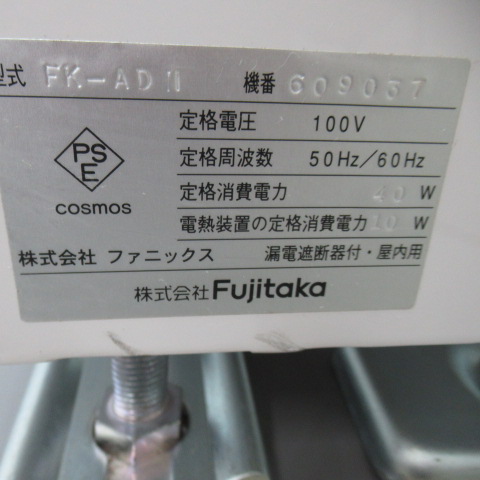 型式 FK-AD 機番 609037
定格電圧 100V
PSE
定格周波数 50Hz/60Hz
cosmos
定格消費電力 40 W
電熱装置の定格消費電力 10 W
株式会社 ファニックス 漏電遮断器付・屋内用
株式会社Fujitaka